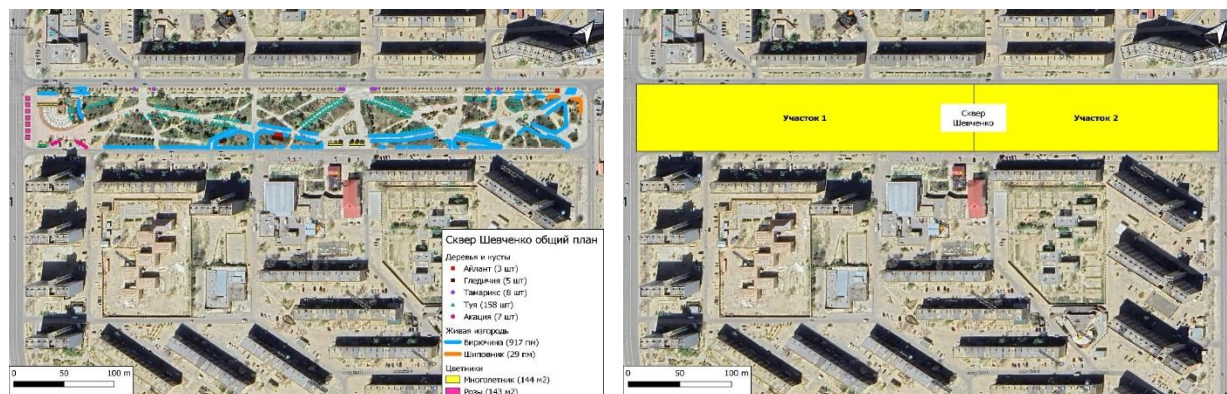 Сквер Шевченко общий план
Деревья и кусты
Айлант (3 шт)
Гледичия (5 шт)
Тамарикс (8 шт)
Туя (158 шт)
Акация (7 шт)
Живая изгородь
Бирючина (917 пм)
Шиповник (29 пм)
Цветники
Многолетник (144 м2)
Розы (143 м2)
0 50 100 m
Участок 1
Сквер
Шевченко
Участок 2
0 50 100 m